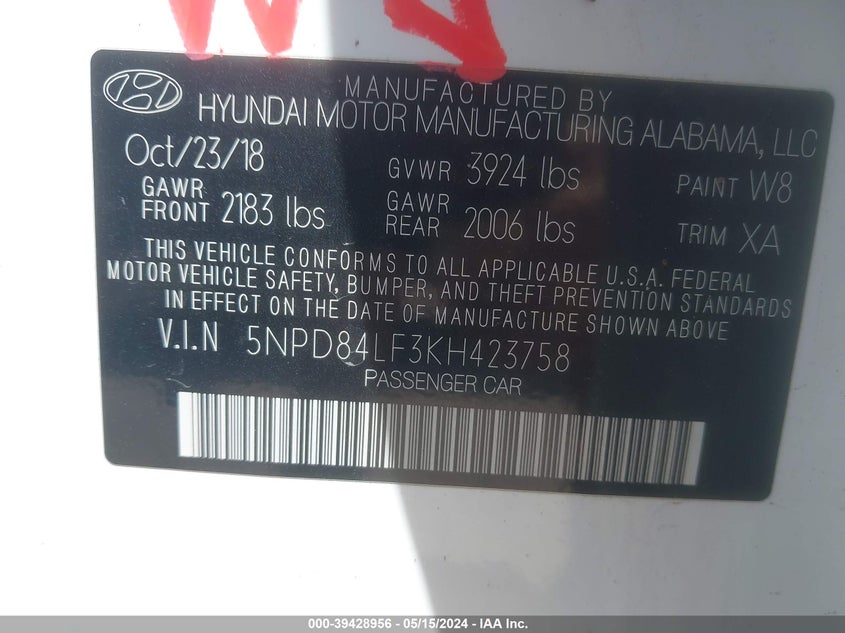 MANUFACTURED BY
HYUNDAI MOTOR MANUFACTURING ALABAMA, LLC
Oct/23/18 GVWR 3924 lbs PAINT W8
GAWR FRONT 2183 lbs GAWR REAR 2006 lbs TRIM XA
THIS VEHICLE CONFORMS TO ALL APPLICABLE U.S.A. FEDERAL
MOTOR VEHICLE SAFETY, BUMPER, AND THEFT PREVENTION STANDARDS
IN EFFECT ON THE DATE OF MANUFACTURE SHOWN ABOVE
V.I.N 5NPD84LF3KH423758
PASSENGER CAR
000-39428956 - 05/15/2024 - IAA Inc.